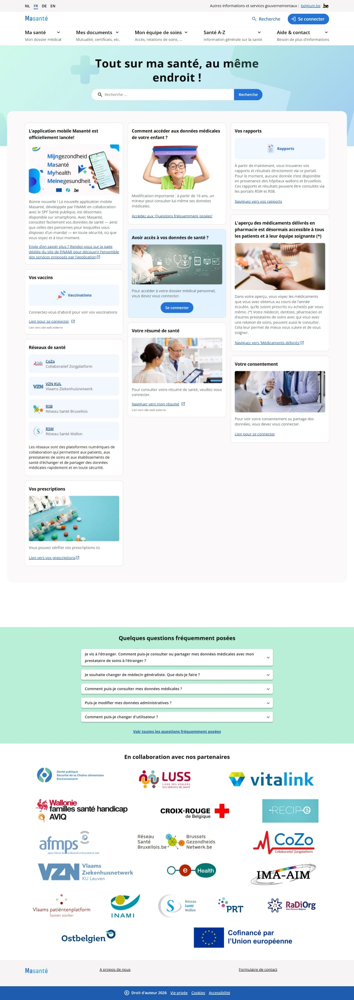 NL FR DE EN
Autres informations et services gouvernementaux : belgium.be .be
Masanté
Recherche
Se connecter
Ma santé
Mon dossier médical
Mes documents
Mutualité, certificats, etc.
Mon équipe de soins
Accès, relations de soins, ...
Santé A-Z
Information générale sur la santé
Aide & contact
Besoin de plus d'informations
Tout sur ma santé, au même
endroit !
Recherche ...
Recherche
L'application mobile Masanté est
officiellement lancée!
Mijngezondheid
Masanté
Myhealth
Meinegesundheit
.be
Bonne nouvelle ! La nouvelle application mobile
Masanté, développée par l'INAMI en collaboration
avec le SPF Santé publique, est désormais
disponible sur smartphone. Avec Masanté,
consultez facilement vos données de santé — ainsi
que celles des personnes pour lesquelles vous
disposez d'un mandat — en toute sécurité, où que
vous soyez et à tout moment.
Envie d'en savoir plus ? Rendez-vous sur la page
dédiée du site de l'INAMI pour découvrir l'ensemble
des services proposés par l'application
Vos vaccins
Vaccinations
Connectez-vous d'abord pour voir vos vaccinations
Lien pour se connecter
Lien vers site web externe
Réseaux de santé
CoZo
CoZo
Collaboratief Zorgplatform
VZN
VZN KUL
Vlaams Ziekenhuisnetwerk
RSB
Réseau Santé Bruxellois
S
RSW
Réseau Santé Wallon
Les réseaux sont des plateformes numériques de
collaboration qui permettent aux patients, aux
prestataires de soins et aux établissements de
santé d'échanger et de partager des données
médicales rapidement et en toute sécurité.
Vos prescriptions
Vous pouvez vérifier vos prescriptions ici.
Lien vers vos prescriptions
Comment accéder aux données médicales
de votre enfant ?
Modification importante : à partir de 16 ans, un
mineur peut consulter lui-même ses données
médicales.
Accédez aux 'Questions fréquemment posées'
Avoir accès à vos données de santé ?
Pour accéder à votre dossier médical personnel,
vous devez vous connecter.
Se connecter
Votre résumé de santé
Pour consulter votre résumé de santé, veuillez vous
connecter.
Naviguer vers mon résumé
Lien vers site web externe
Vos rapports
Rapports
À partir de maintenant, vous trouverez vos
rapports et résultats directement via ce portail.
Pour le moment, aucune donnée n'est disponible
en provenance des hôpitaux wallons et bruxellois.
Ces rapports et résultats peuvent être consultés via
les portails RSW et RSB.
Naviguez vers vos rapports
L'aperçu des médicaments délivrés en
pharmacie est désormais accessible à tous
les patients et à leur équipe soignante (*)
Dans votre aperçu, vous voyez les médicaments
que vous avez obtenus au cours de l'année
écoulée, qu'ils soient prescrits ou achetés par vous-
même. (*) Votre médecin, dentiste, pharmacien et
d'autres prestataires de soins avec qui vous avez
une relation de soins, peuvent aussi le consulter.
Cela leur permet de mieux vous suivre et de vous
soigner.
Naviguez vers 'Médicaments délivrés'
Votre consentement
Pour voir votre consentement au partage des
données, vous devez vous connecter.
Lien pour se connecter
Quelques questions fréquemment posées
Je vis à l'étranger. Comment puis-je consulter ou partager mes données médicales avec mon
prestataire de soins à l'étranger ?
Je souhaite changer de médecin généraliste. Que dois-je faire ?
Comment puis-je consulter mes données médicales ?
Puis-je modifier mes données administratives ?
Comment puis-je changer d'utilisateur ?
Voir toutes les questions fréquemment posées
En collaboration avec nos partenaires
Santé publique
Sécurité de la Chaîne alimentaire
Environnement
LUSS
LIGUE DES USAGERS
DES SERVICES DE SANTÉ
vitalink
Wallonie
familles santé handicap
AVIQ
CROIX-ROUGE
de Belgique
RECIP-e
afmps
agence fédérale des médicaments et des produits de santé
Réseau
Santé
Bruxellois.be
Brussels
Gezondheids
Netwerk.be
CoZo
Collaboratief Zorgplatform
VZN
Vlaams
Ziekenhuisnetwerk
KU Leuven
e Health
IMA-AIM
Vlaams patiëntenplatform
Samen sterker
INAMI
S
Réseau
Santé
Wallon
PRT
RaDiOrg
Rare Diseases Belgium
Ostbelgien
Cofinancé par
l'Union européenne
Masanté
A propos de nous
Formulaire de contact
© Droit d'auteur 2026 Vie privée Cookies Accessibilité